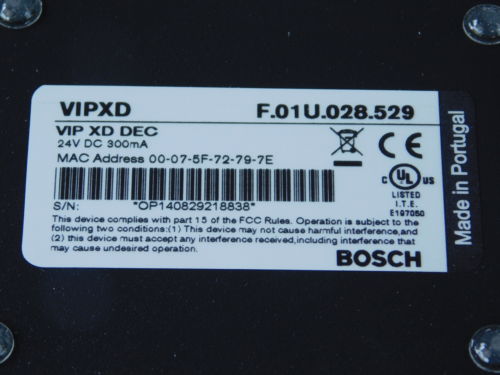 VIPXD F.01U.028.529
VIP XD DEC
24V DC 300mA
MAC Address 00-07-5F-72-79-7E
S/N: *OP140829218838*
This device complies with part 15 of the FCC Rules. Operation is subject to the
following two conditions:(1) This device may not cause harmful interference,and
(2) this device must accept any interference received,including interference that
may cause undesired operation.
CE
C UL US
LISTED
I.T.E.
E197050
BOSCH
Made in Portugal